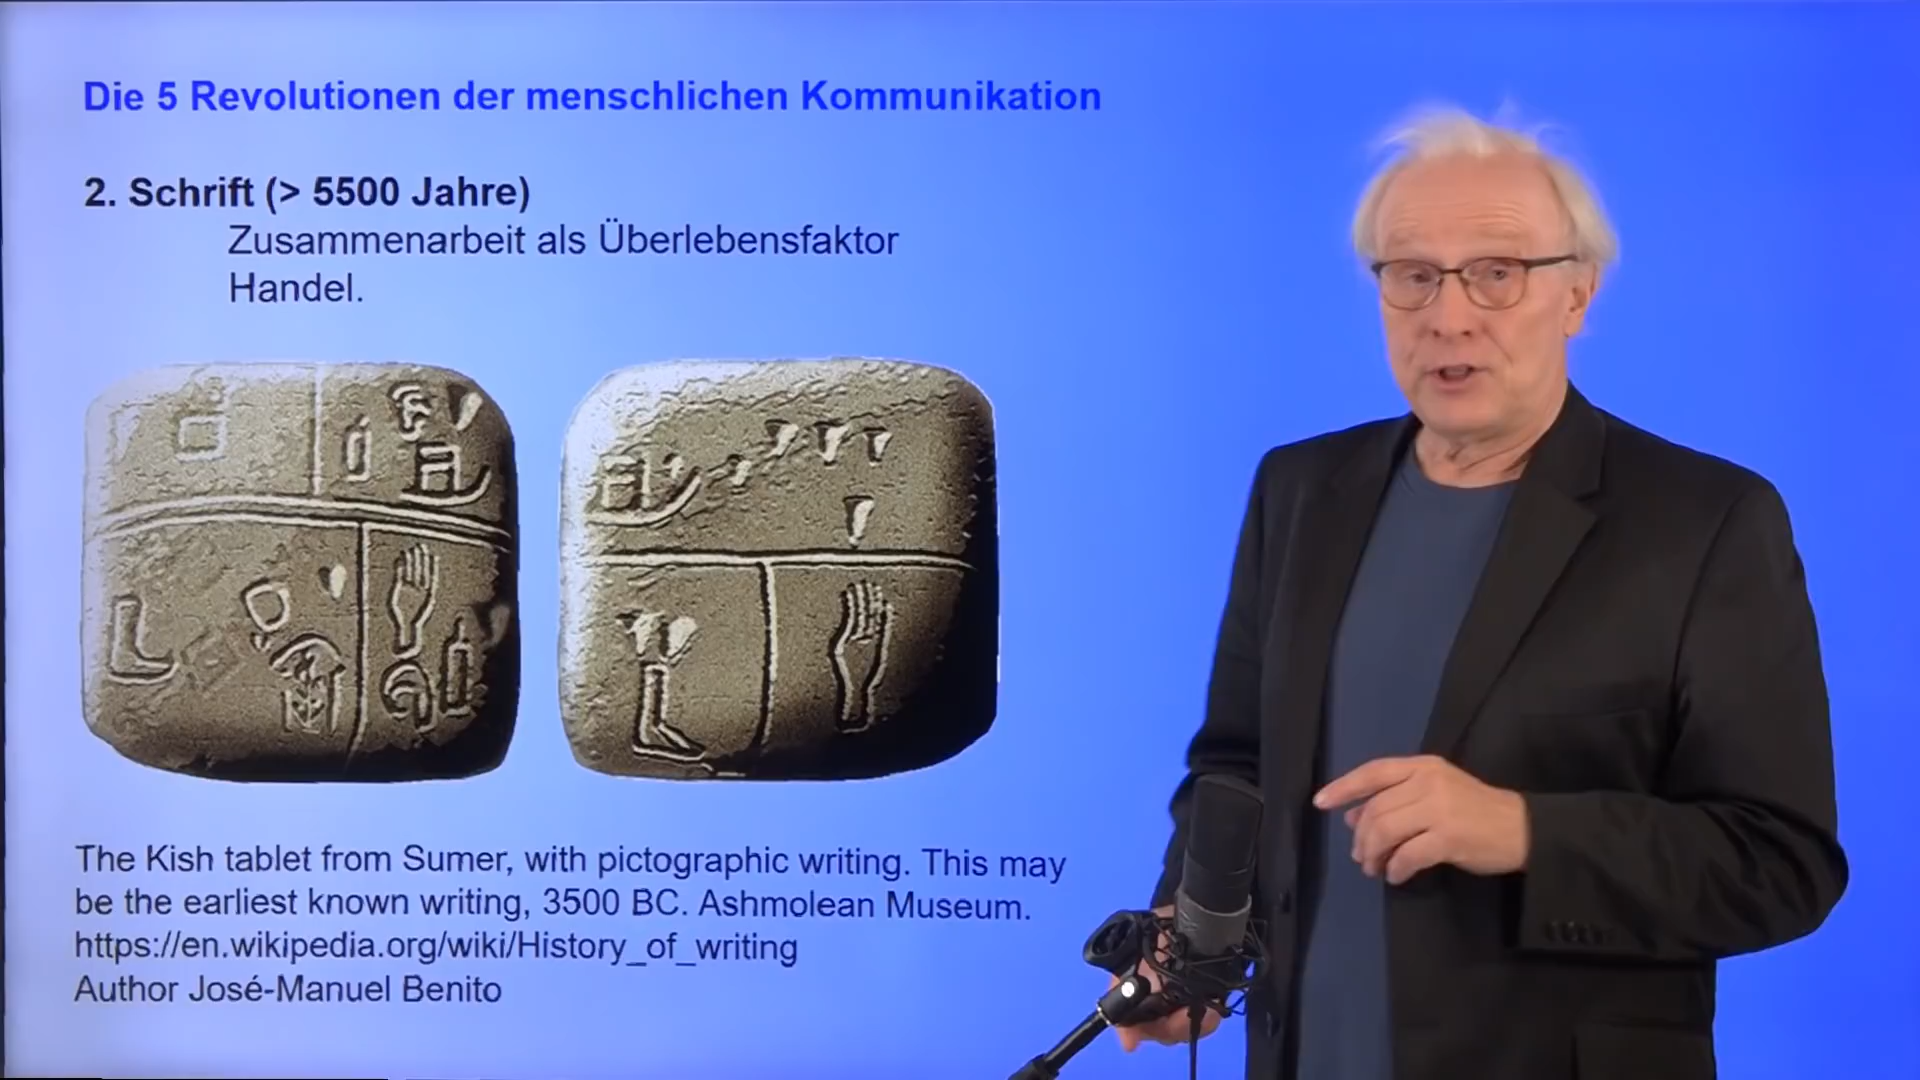 Die 5 Revolutionen der menschlichen Kommunikation
2. Schrift (> 5500 Jahre)
Zusammenarbeit als Überlebensfaktor
Handel.
The Kish tablet from Sumer, with pictographic writing. This may
be the earliest known writing, 3500 BC. Ashmolean Museum.
https://en.wikipedia.org/wiki/History_of_writing
Author José-Manuel Benito